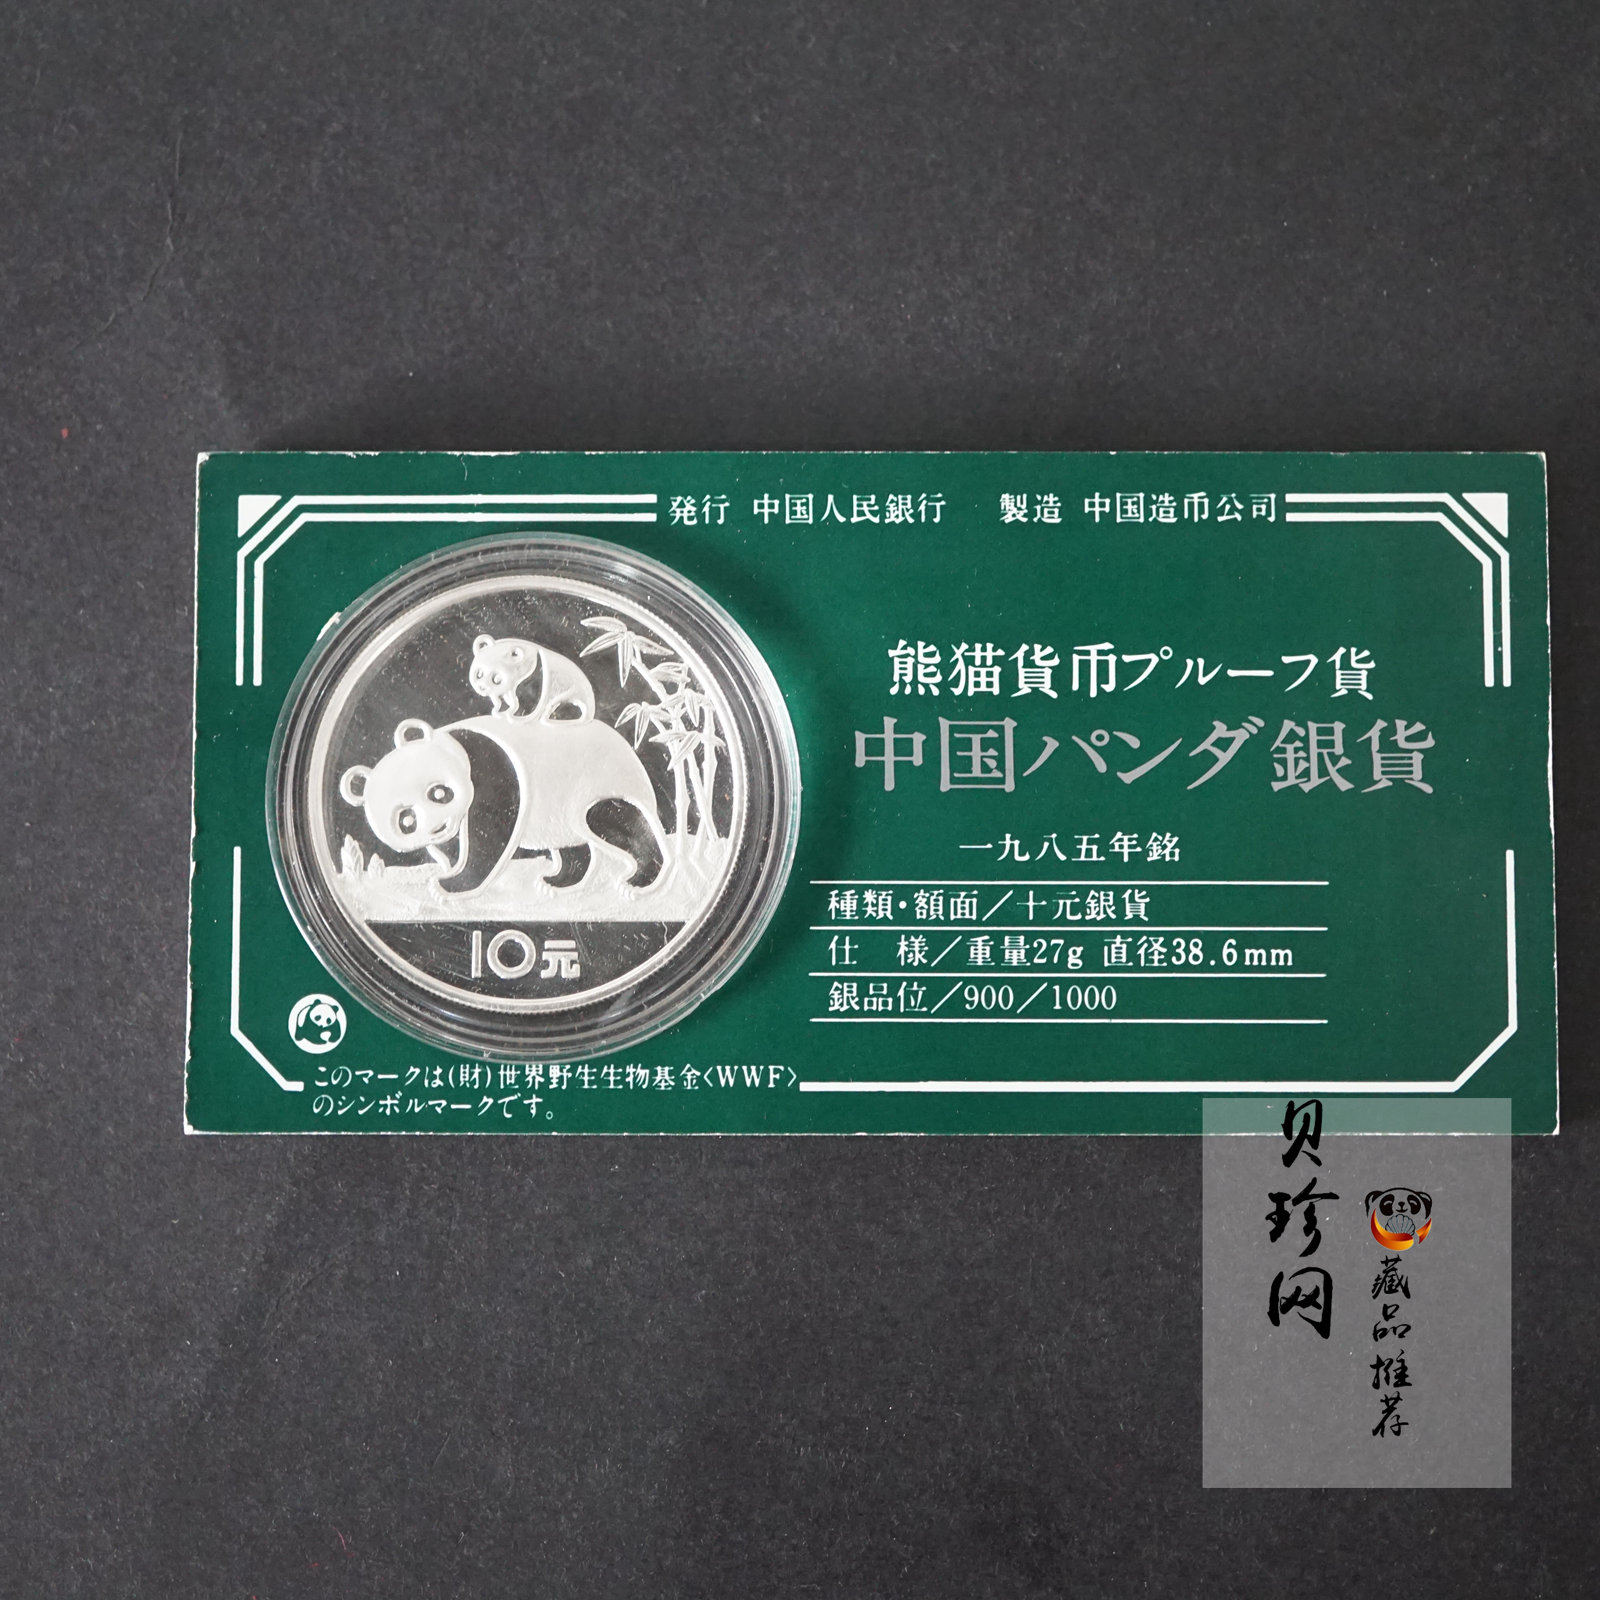 発行 中国人民銀行 製造 中国造币公司
熊猫貨币プルーフ貨
中国パンダ銀貨
一九八五年銘
種類・額面／十元銀貨
仕 様／重量27g 直径38.6mm
銀品位／900／1000
10元
このマークは(財)世界野生生物基金〈WWF〉
のシンボルマークです。
贝珍网
藏品推荐